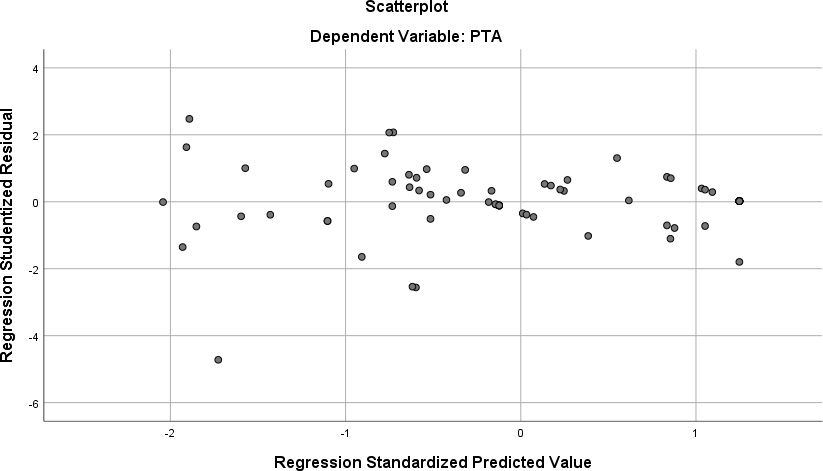 Scatterplot
Dependent Variable: PTA
Regression Studentized Residual
4
2
0
-2
-4
-6
-2
-1
0
1
Regression Standardized Predicted Value